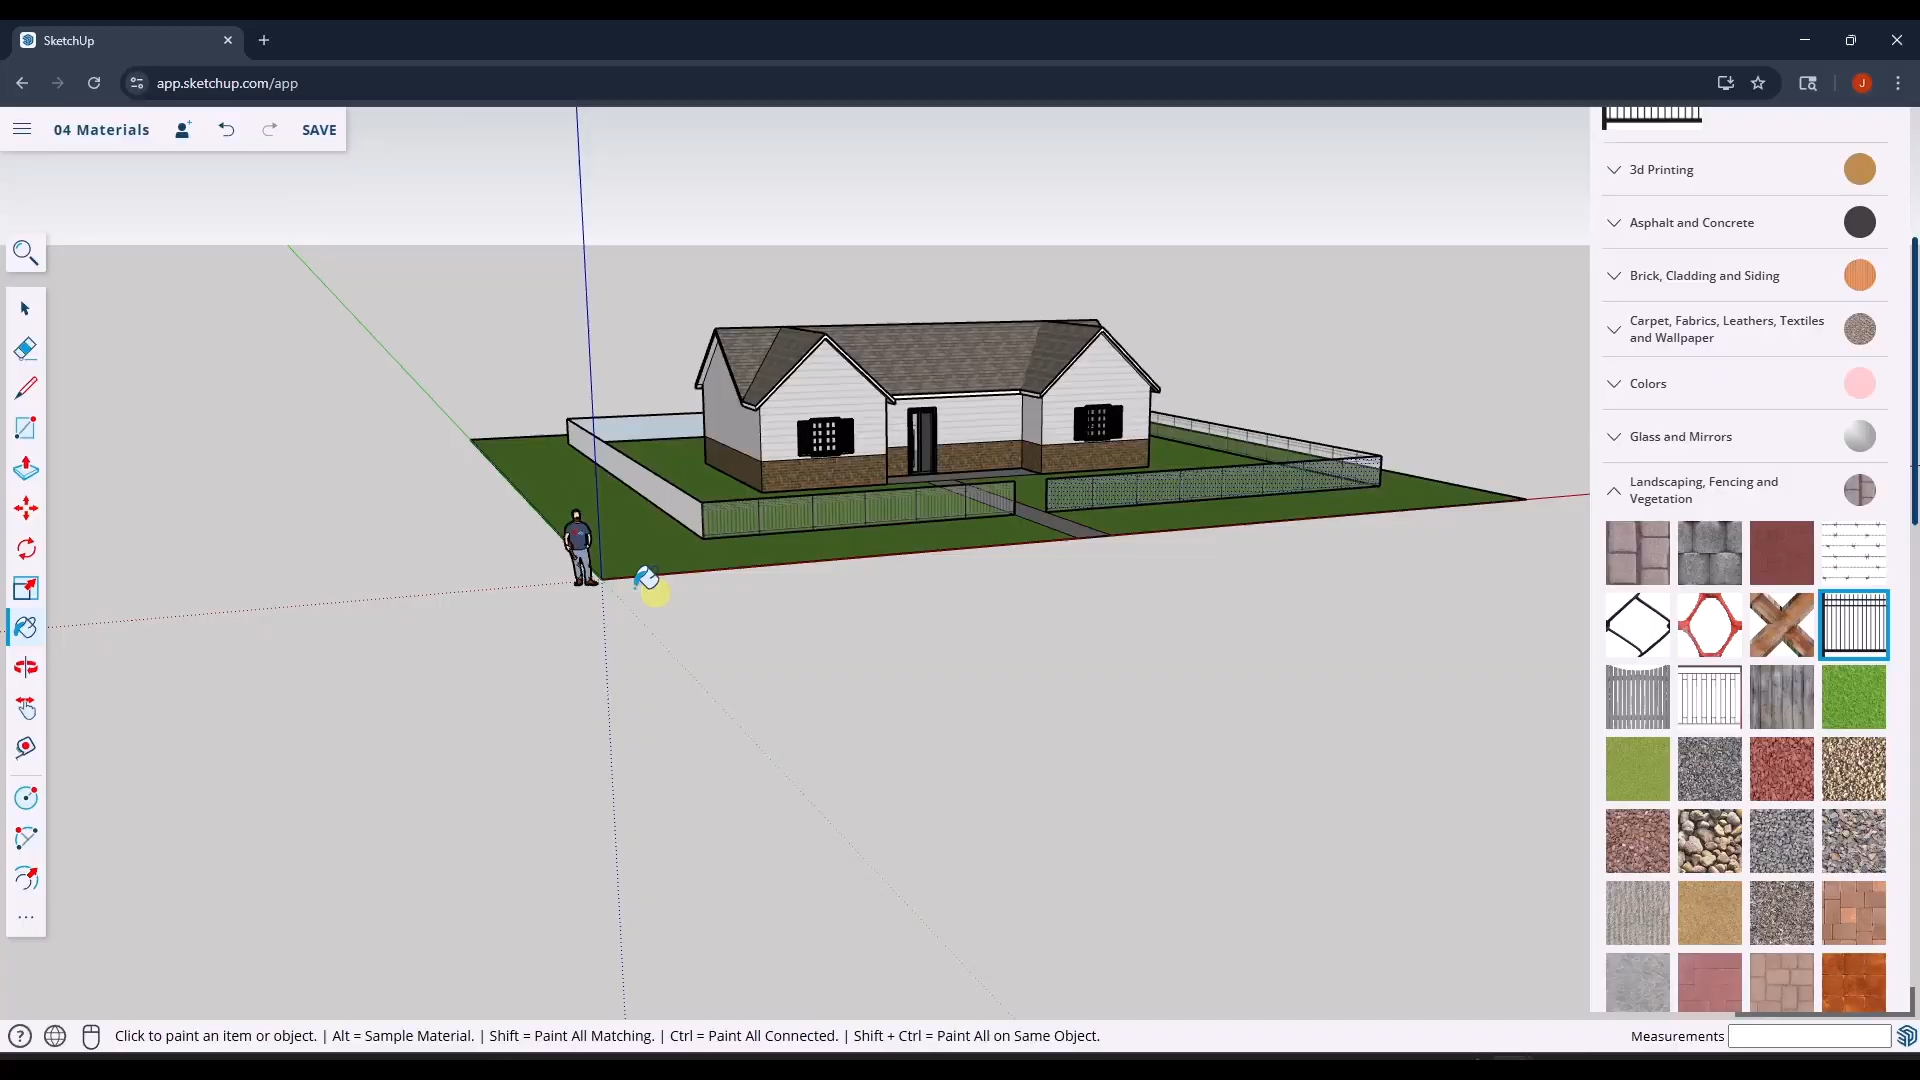 SketchUp
app.sketchup.com/app
J
04 Materials
SAVE
3d Printing
Asphalt and Concrete
Brick, Cladding and Siding
Carpet, Fabrics, Leathers, Textiles
and Wallpaper
Colors
Glass and Mirrors
Landscaping, Fencing and
Vegetation
Click to paint an item or object. | Alt = Sample Material. | Shift = Paint All Matching. | Ctrl = Paint All Connected. | Shift + Ctrl = Paint All on Same Object.
Measurements